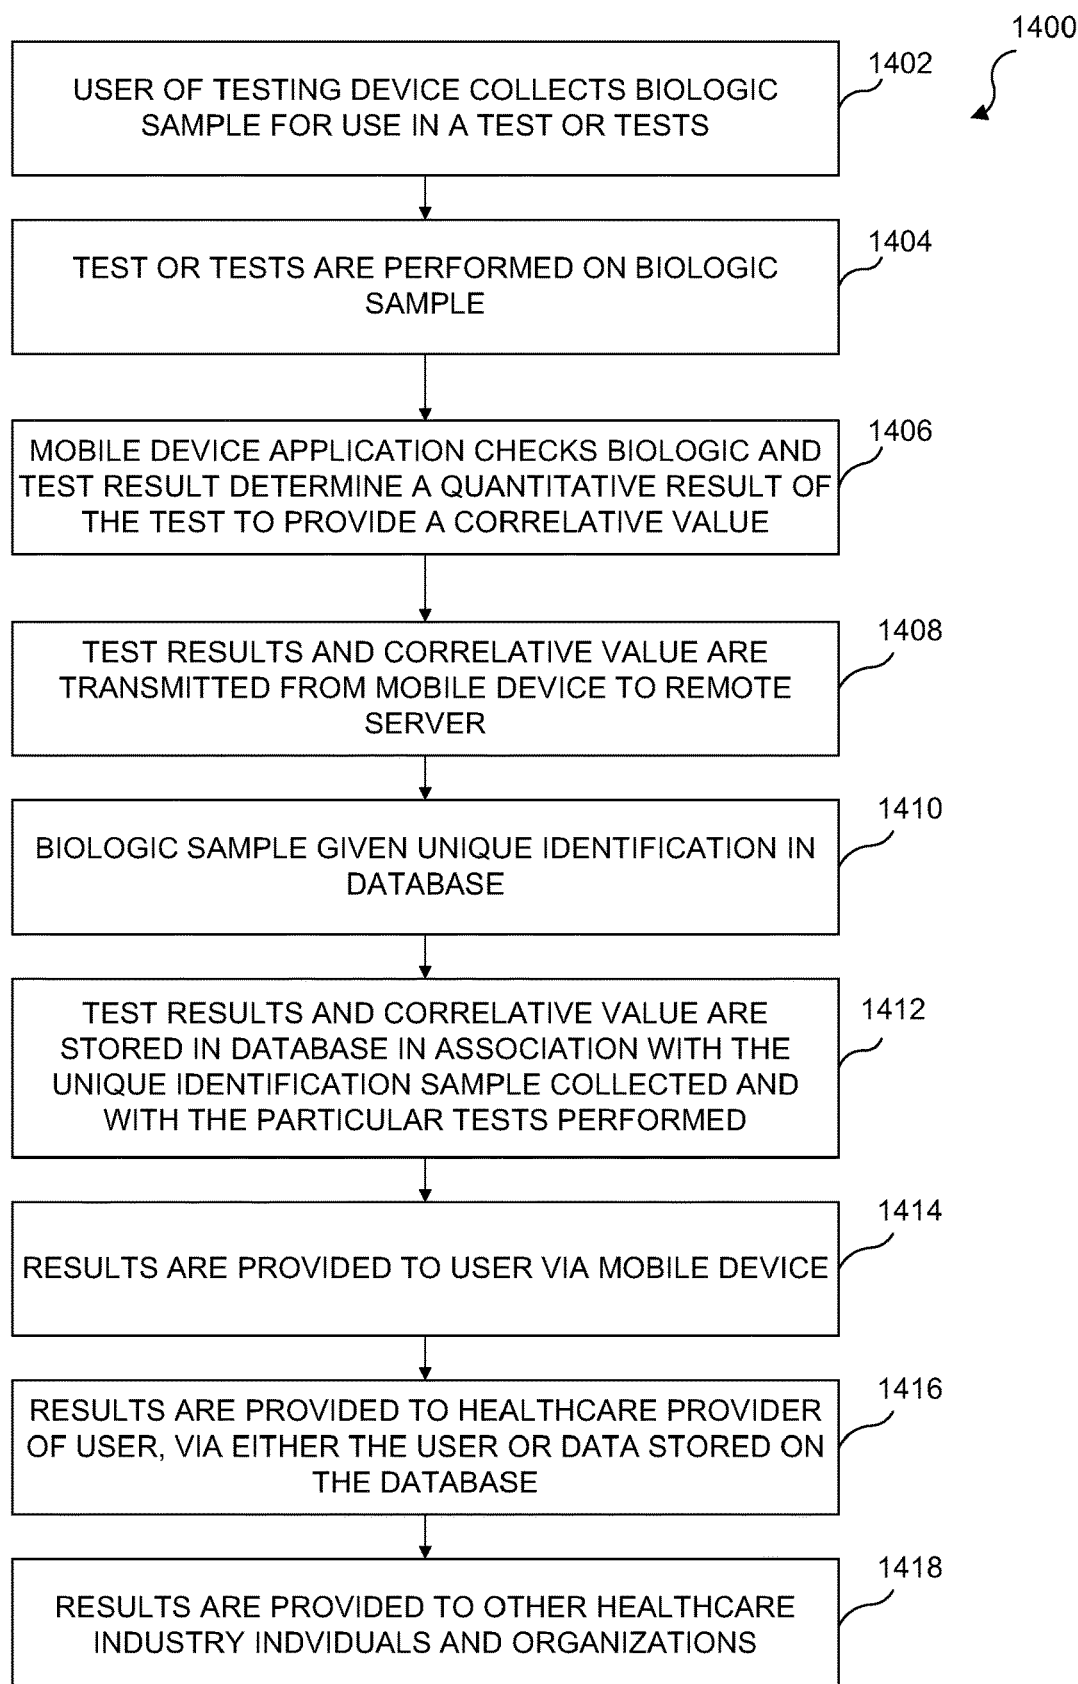 1400
1402
USER OF TESTING DEVICE COLLECTS BIOLOGIC
SAMPLE FOR USE IN A TEST OR TESTS
1404
TEST OR TESTS ARE PERFORMED ON BIOLOGIC
SAMPLE
1406
MOBILE DEVICE APPLICATION CHECKS BIOLOGIC AND
TEST RESULT DETERMINE A QUANTITATIVE RESULT OF
THE TEST TO PROVIDE A CORRELATIVE VALUE
1408
TEST RESULTS AND CORRELATIVE VALUE ARE
TRANSMITTED FROM MOBILE DEVICE TO REMOTE
SERVER
1410
BIOLOGIC SAMPLE GIVEN UNIQUE IDENTIFICATION IN
DATABASE
1412
TEST RESULTS AND CORRELATIVE VALUE ARE
STORED IN DATABASE IN ASSOCIATION WITH THE
UNIQUE IDENTIFICATION SAMPLE COLLECTED AND
WITH THE PARTICULAR TESTS PERFORMED
1414
RESULTS ARE PROVIDED TO USER VIA MOBILE DEVICE
1416
RESULTS ARE PROVIDED TO HEALTHCARE PROVIDER
OF USER, VIA EITHER THE USER OR DATA STORED ON
THE DATABASE
1418
RESULTS ARE PROVIDED TO OTHER HEALTHCARE
INDUSTRY INDVIDUALS AND ORGANIZATIONS